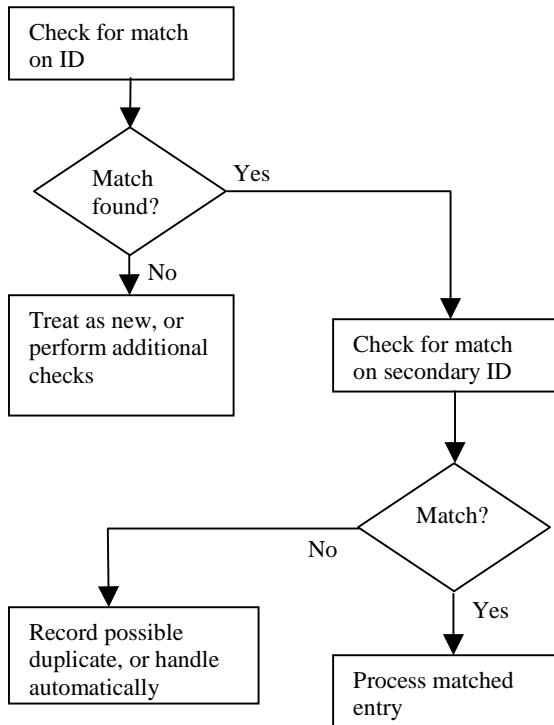 Check for match
on ID
Match
found?
Yes
No
Treat as new, or
perform additional
checks
Check for match
on secondary ID
Match?
No
Yes
Record possible
duplicate, or handle
automatically
Process matched
entry